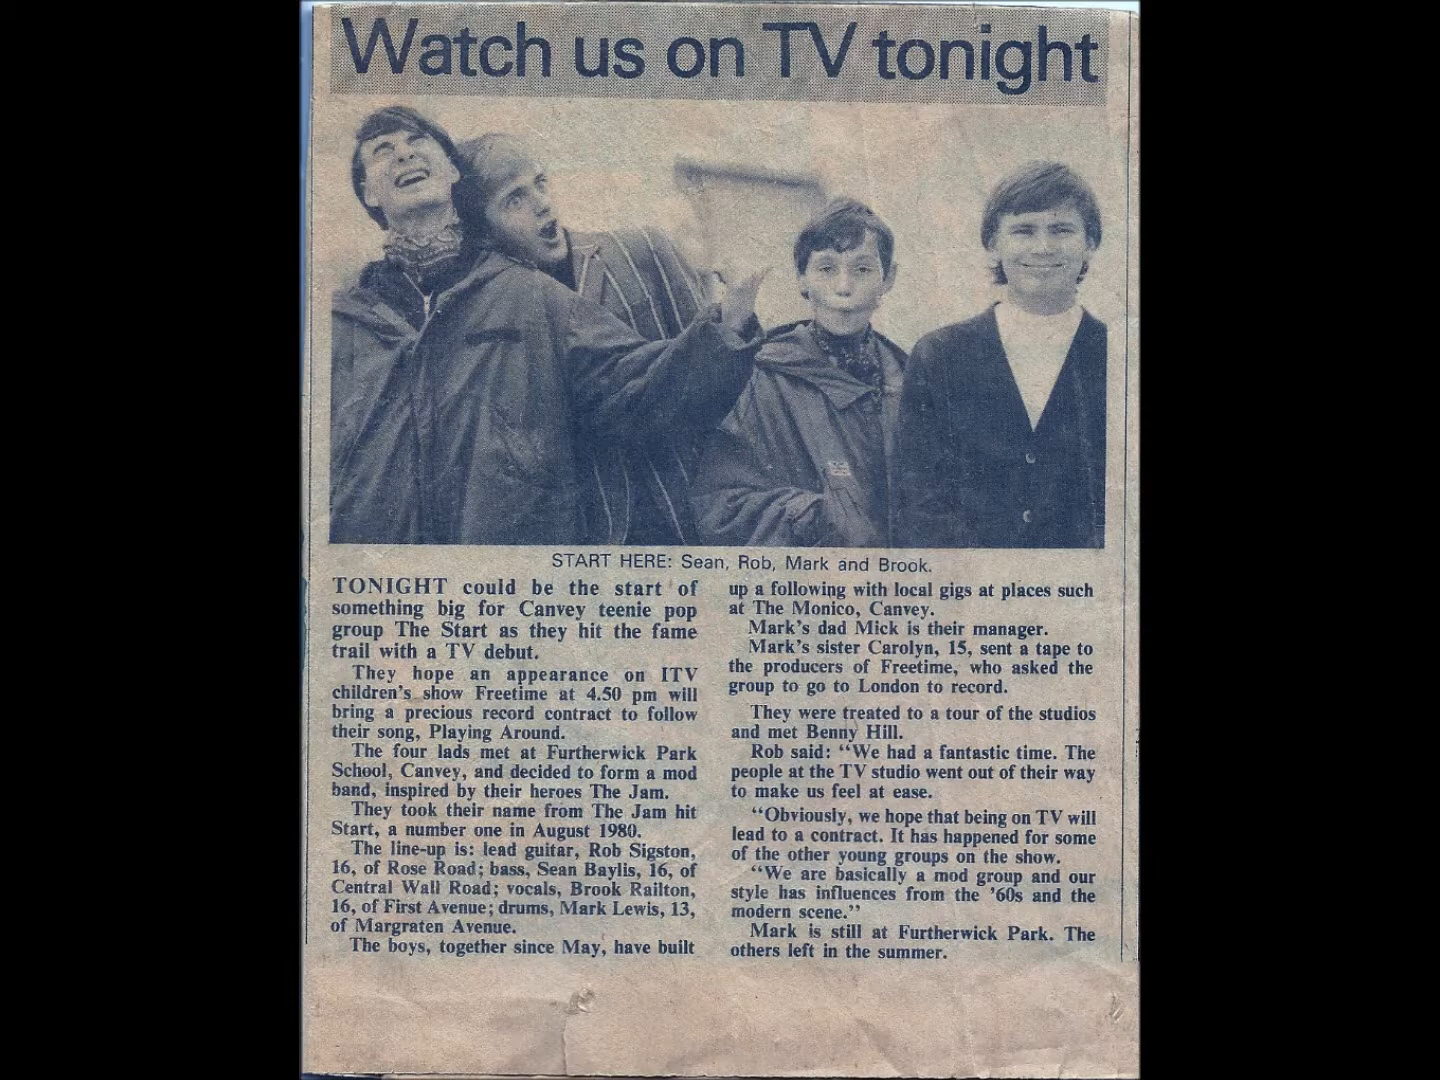 Watch us on TV tonight
START HERE: Sean, Rob, Mark and Brook.
TONIGHT could be the start of
something big for Canvey teenie pop
group The Start as they hit the fame
trail with a TV debut.
They hope an appearance on ITV
children's show Freetime at 4.50 pm will
bring a precious record contract to follow
their song, Playing Around.
The four lads met at Furtherwick Park
School, Canvey, and decided to form a mod
band, inspired by their heroes The Jam.
They took their name from The Jam hit
Start, a number one in August 1980.
The line-up is: lead guitar, Rob Sigston,
16, of Rose Road; bass, Sean Baylis, 16, of
Central Wall Road; vocals, Brook Railton,
16, of First Avenue; drums, Mark Lewis, 13,
of Margraten Avenue.
The boys, together since May, have built
up a following with local gigs at places such
at The Monico, Canvey.
Mark's dad Mick is their manager.
Mark's sister Carolyn, 15, sent a tape to
the producers of Freetime, who asked the
group to go to London to record.
They were treated to a tour of the studios
and met Benny Hill.
Rob said: "We had a fantastic time. The
people at the TV studio went out of their way
to make us feel at ease.
"Obviously, we hope that being on TV will
lead to a contract. It has happened for some
of the other young groups on the show.
"We are basically a mod group and our
style has influences from the '60s and the
modern scene."
Mark is still at Furtherwick Park. The
others left in the summer.